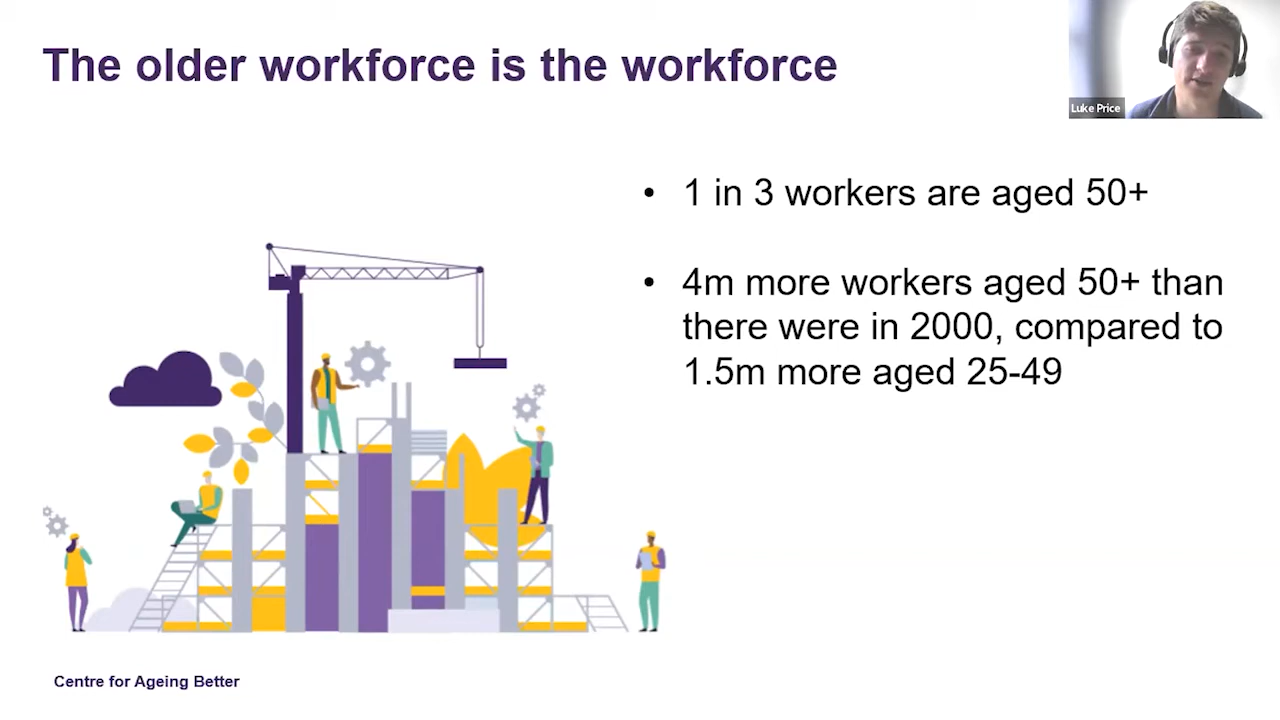 The older workforce is the workforce
Luke Price
• 1 in 3 workers are aged 50+
• 4m more workers aged 50+ than
there were in 2000, compared to
1.5m more aged 25-49
Centre for Ageing Better